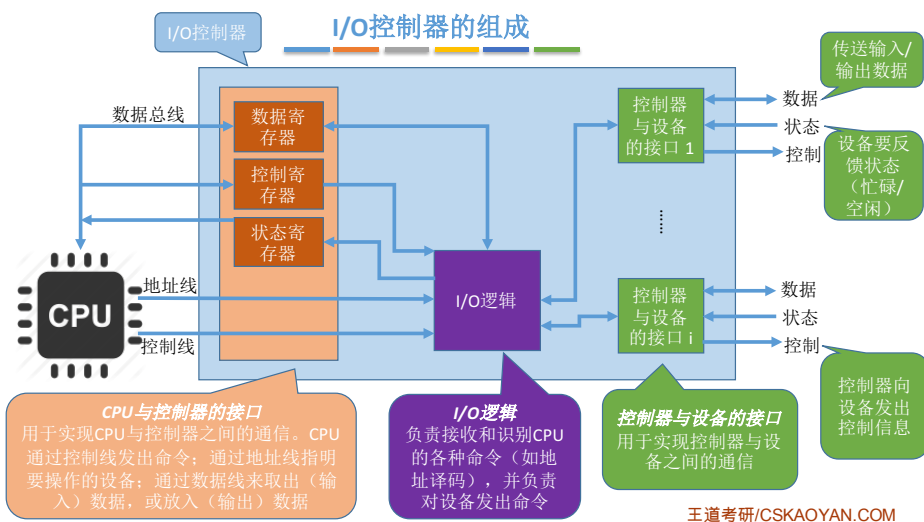 I/O控制器的组成
I/O控制器
数据总线
数据寄
存器
控制寄
存器
状态寄
存器
CPU
地址线
控制线
I/O逻辑
控制器
与设备
的接口 1
数据
状态
控制
传送输入/
输出数据
设备要反
馈状态
（忙碌/
空闲）
......
控制器
与设备
的接口 i
数据
状态
控制
控制器向
设备发出
控制信息
CPU与控制器的接口
用于实现CPU与控制器之间的通信。CPU
通过控制线发出命令；通过地址线指明
要操作的设备；通过数据线来取出（输
入）数据，或放入（输出）数据
I/O逻辑
负责接收和识别CPU
的各种命令（如地
址译码），并负责
对设备发出命令
控制器与设备的接口
用于实现控制器与设
备之间的通信
王道考研/CSKAOYAN.COM